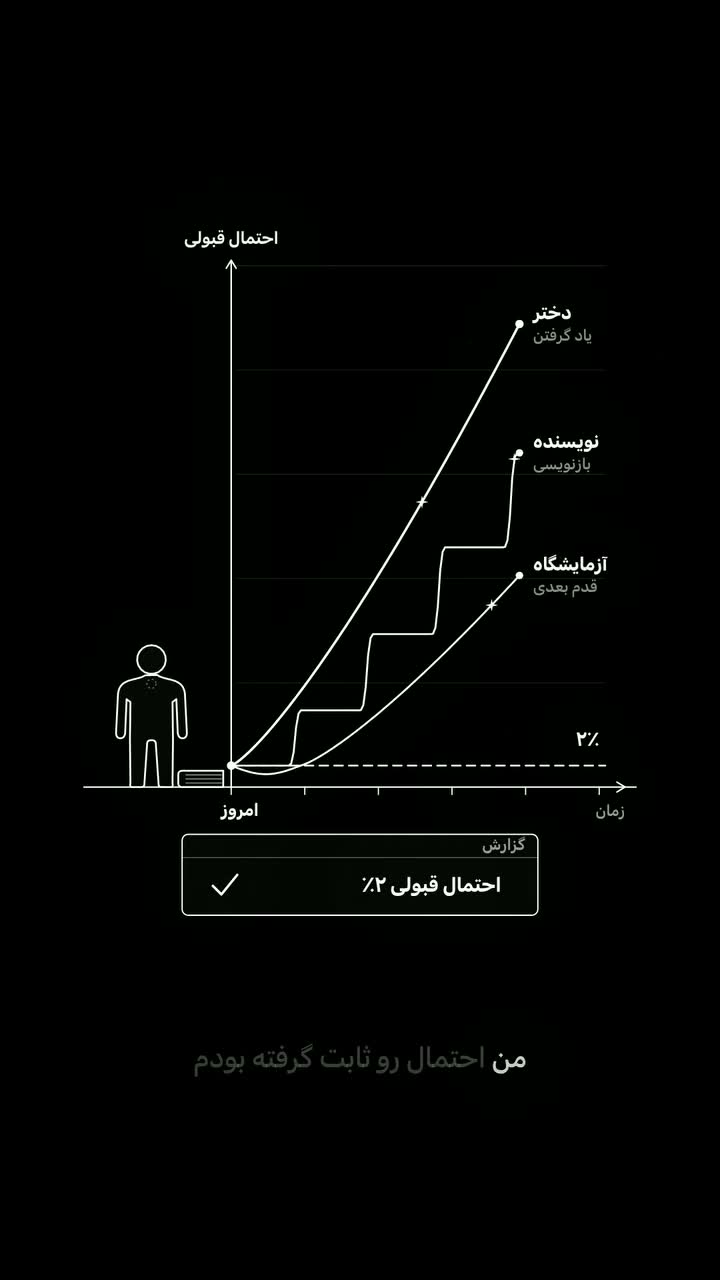 احتمال قبولی
دختر
یاد گرفتن
نویسنده
بازنویسی
آزمایشگاه
قدم بعدی
۲٪
امروز
زمان
گزارش
احتمال قبولی ۲٪
من احتمال رو ثابت گرفته بودم